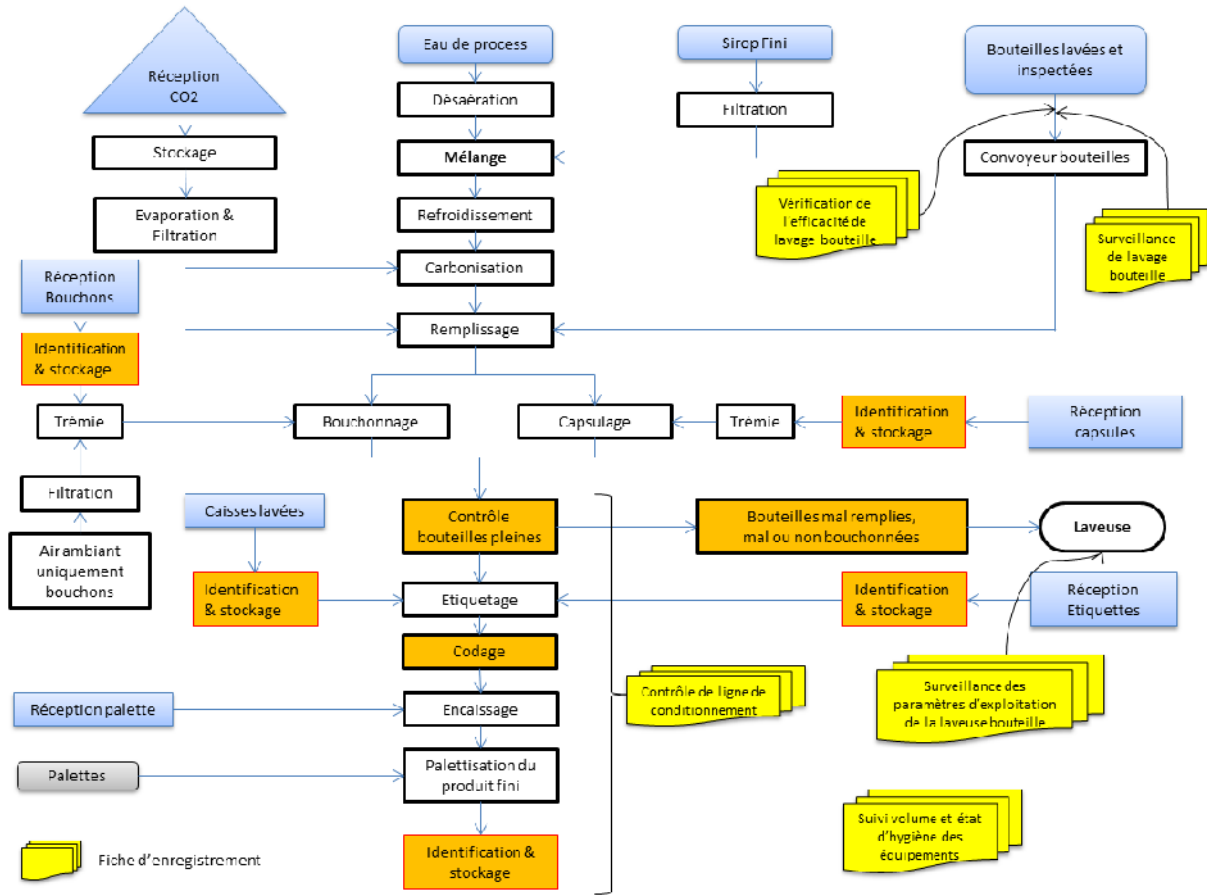 Réception
CO2
Eau de process
Sirop Fini
Bouteilles lavées et
inspectées
Désaération
Filtration
Stockage
Mélange
Convoyeur bouteilles
Evaporation &
Filtration
Refroidissement
Vérification de
l'efficacité de
lavage bouteille
Surveillance
de lavage
bouteille
Réception
Bouchons
Carbonisation
Remplissage
Identification
& stockage
Trémie
Bouchonnage
Capsulage
Trémie
Identification
& stockage
Réception
capsules
Filtration
Caisses lavées
Contrôle
bouteilles pleines
Bouteilles mal remplies,
mal ou non bouchonnées
Laveuse
Air ambiant
uniquement
bouchons
Identification
& stockage
Etiquetage
Identification
& stockage
Réception
Etiquettes
Codage
Contrôle de ligne de
conditionnement
Surveillance des
paramètres d'exploitation
de la laveuse bouteille
Réception palette
Encaissage
Palettes
Palettisation du
produit fini
Suivi volume et état
d'hygiène des
équipements
Fiche d'enregistrement
Identification &
stockage